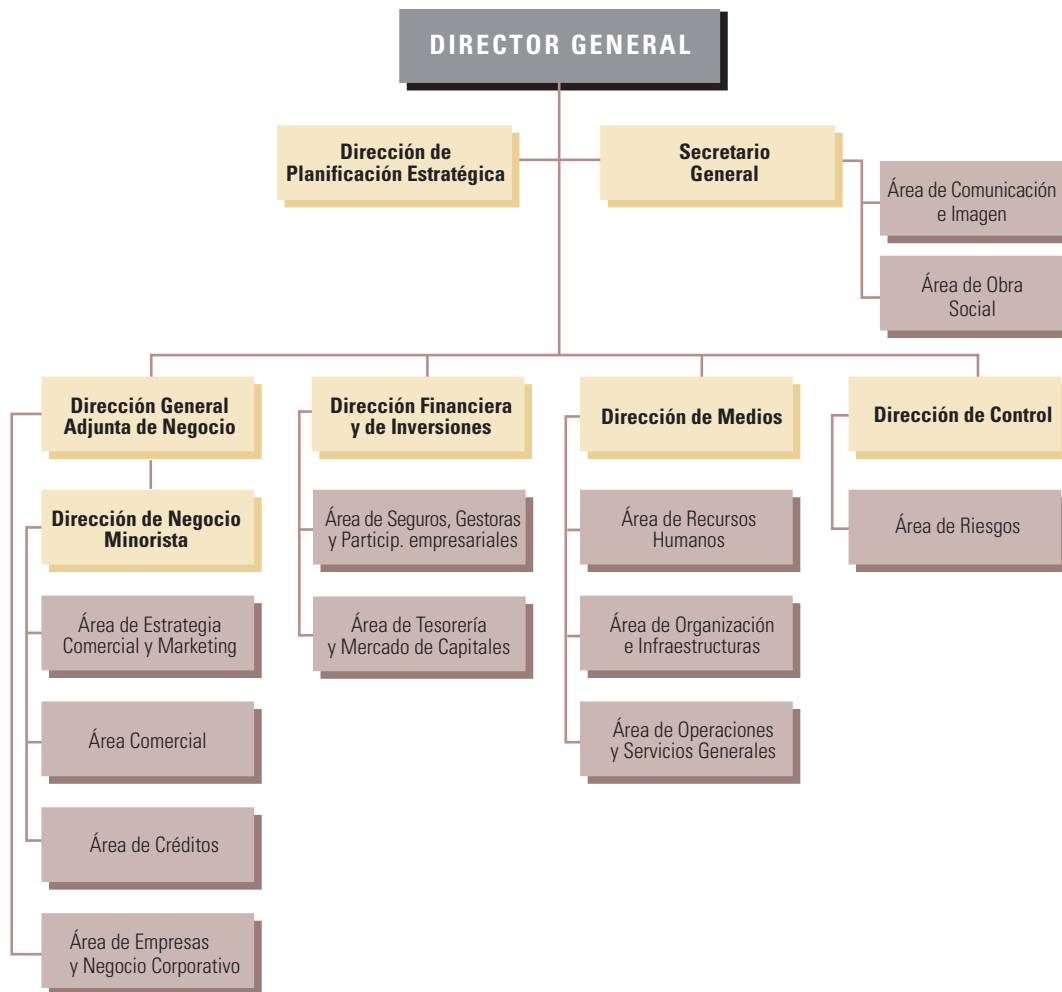 DIRECTOR GENERAL
Dirección de
Planificación Estratégica
Secretario
General
Área de Comunicación
e Imagen
Área de Obra
Social
Dirección General
Adjunta de Negocio
Dirección Financiera
y de Inversiones
Dirección de Medios
Dirección de Control
Dirección de Negocio
Minorista
Área de Seguros, Gestoras
y Particip. empresariales
Área de Recursos
Humanos
Área de Riesgos
Área de Estrategia
Comercial y Marketing
Área de Tesorería
y Mercado de Capitales
Área de Organización
e Infraestructuras
Área Comercial
Área de Operaciones
y Servicios Generales
Área de Créditos
Área de Empresas
y Negocio Corporativo